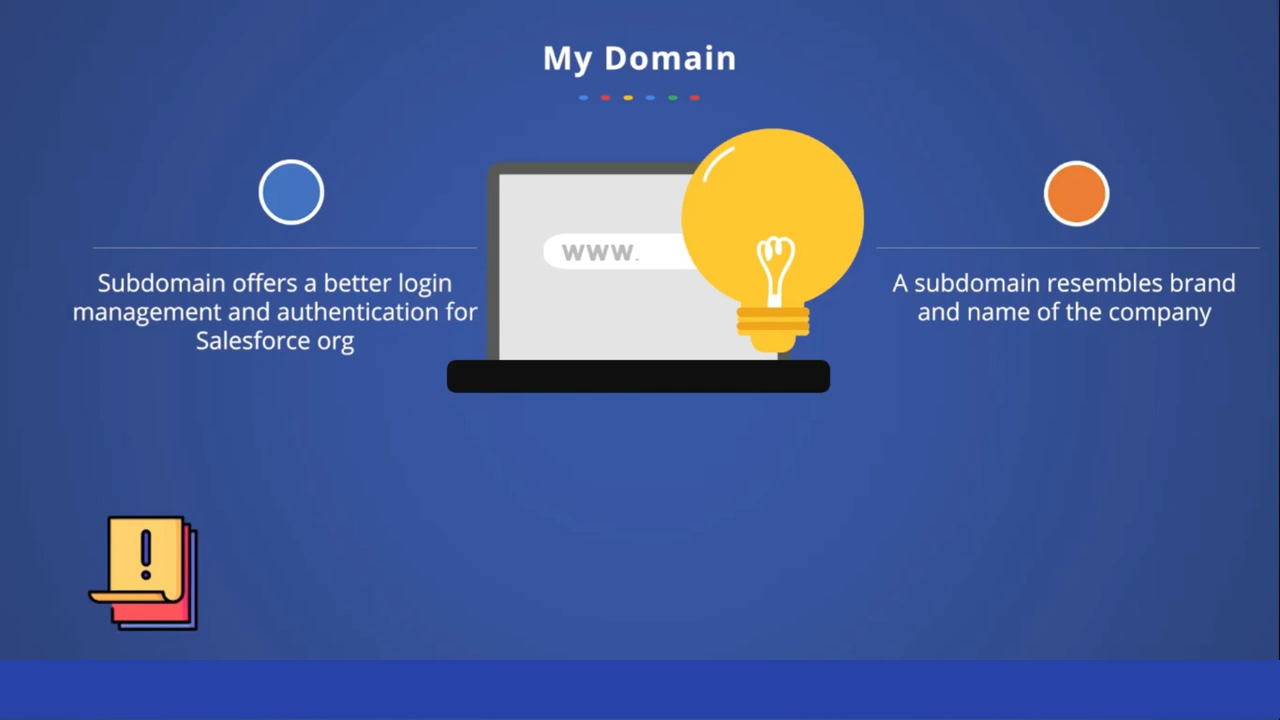 My Domain
Subdomain offers a better login
management and authentication for
Salesforce org
www.
A subdomain resembles brand
and name of the company
!